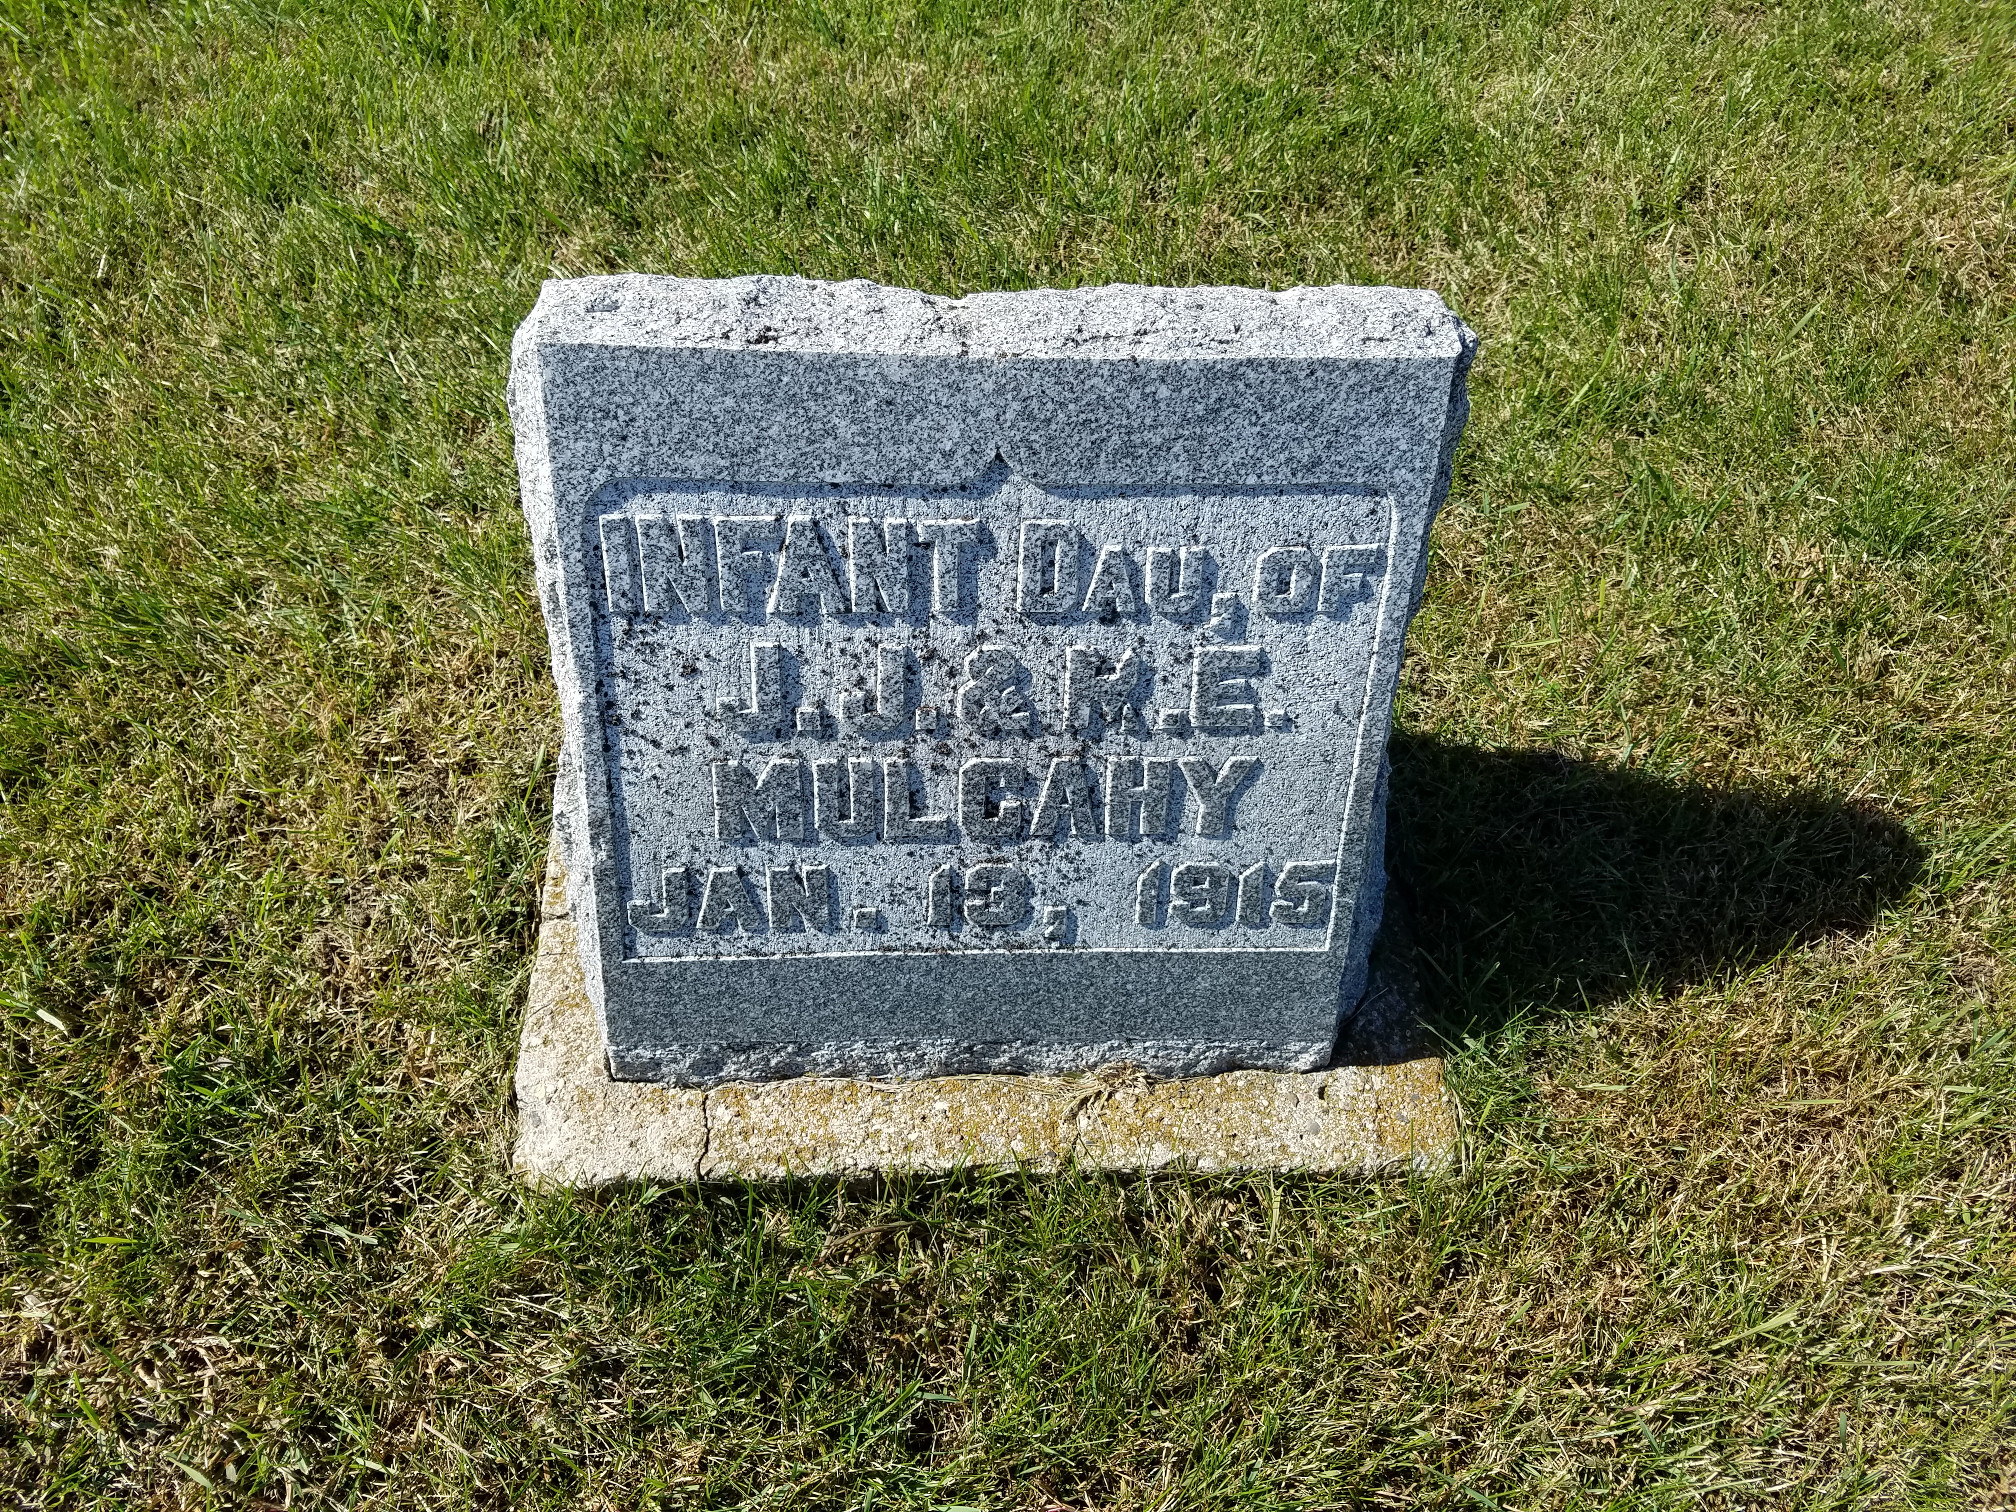 INFANT DAU, OF
J. J. & K. E.
MULCAHY
JAN. 13, 1915